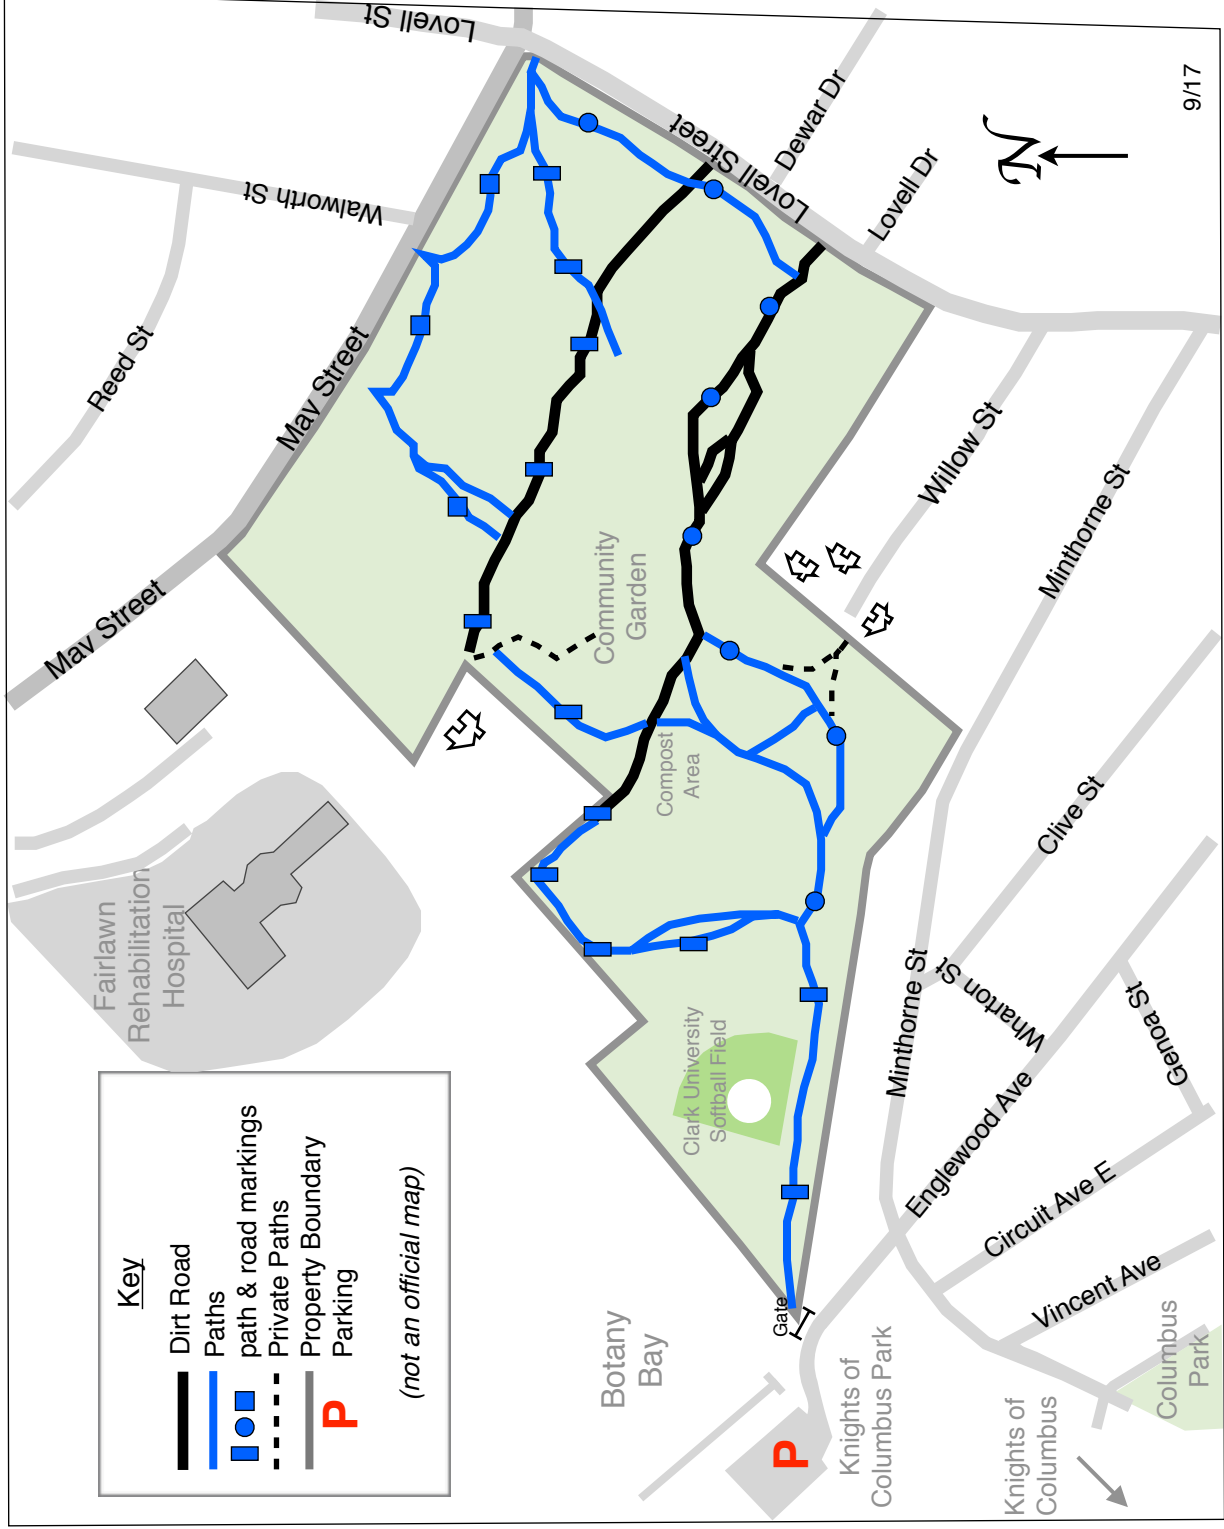 Lovell St
Walworth St
Reed St
May Street
May Street
Lovell Street
Dewar Dr
Lovell Dr
9/17
N
Willow St
Minthorne St
Clive St
Community
Garden
Compost
Area
Fairlawn
Rehabilitation
Hospital
Clark University
Softball Field
Minthorne St
Wharton St
Genoa St
Englewood Ave
Circuit Ave E
Vincent Ave
Columbus
Park
Gate
Botany
Bay
P
Knights of
Columbus Park
Knights of
Columbus
Key
Dirt Road
Paths
path & road markings
Private Paths
Property Boundary
P Parking
(not an official map)